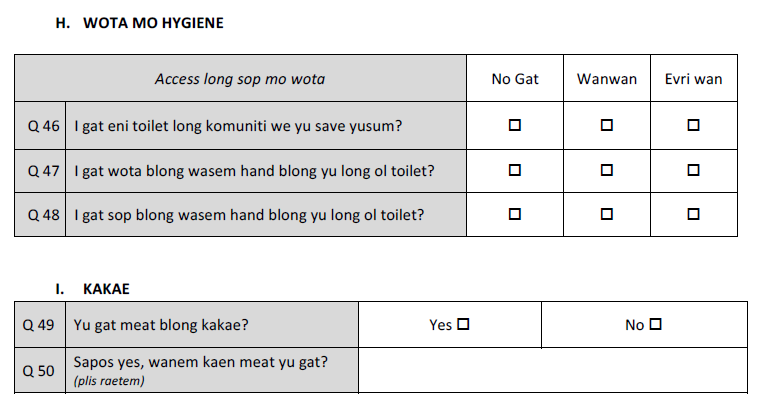 H. WOTA MO HYGIENE
Access long sop mo wota No Gat Wanwan Evri wan
Q 46 I gat eni toilet long komuniti we yu save yusum? ☐ ☐ ☐
Q 47 I gat wota blong wasem hand blong yu long ol toilet? ☐ ☐ ☐
Q 48 I gat sop blong wasem hand blong yu long ol toilet? ☐ ☐ ☐
I. KAKAE
Q 49 Yu gat meat blong kakae? Yes ☐ No ☐
Q 50 Sapos yes, wanem kaen meat yu gat?
(plis raetem)